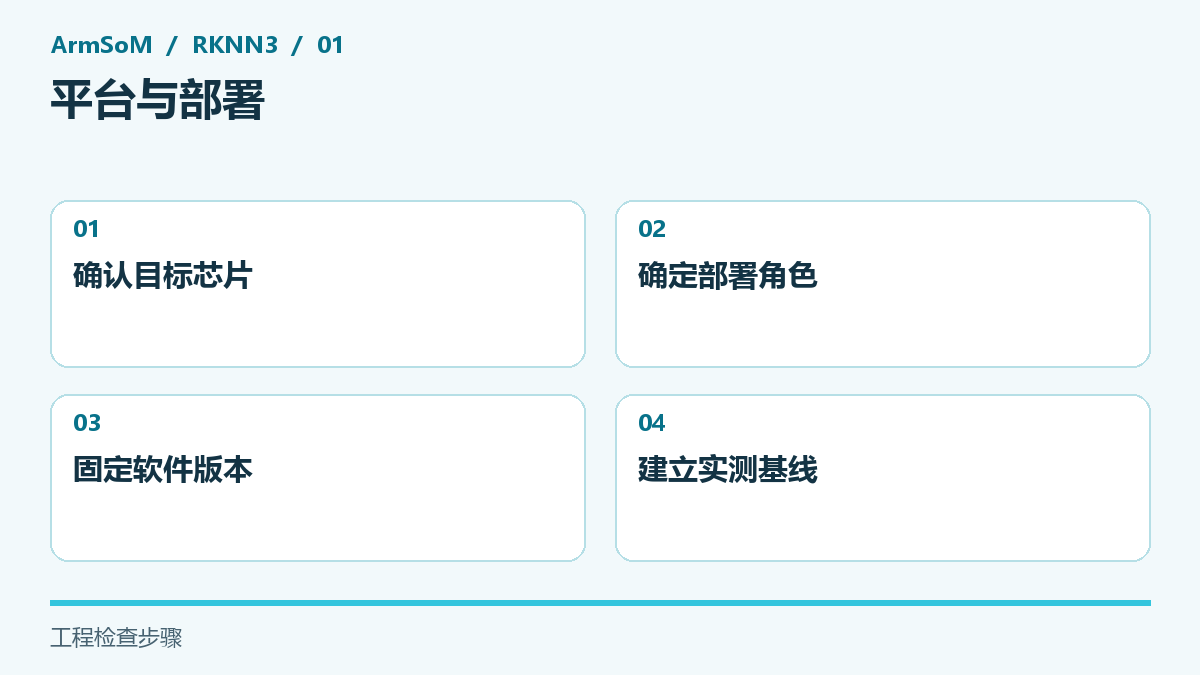 ArmSoM / RKNN3 / 01
平台与部署
01
确认目标芯片
02
确定部署角色
03
固定软件版本
04
建立实测基线
工程检查步骤